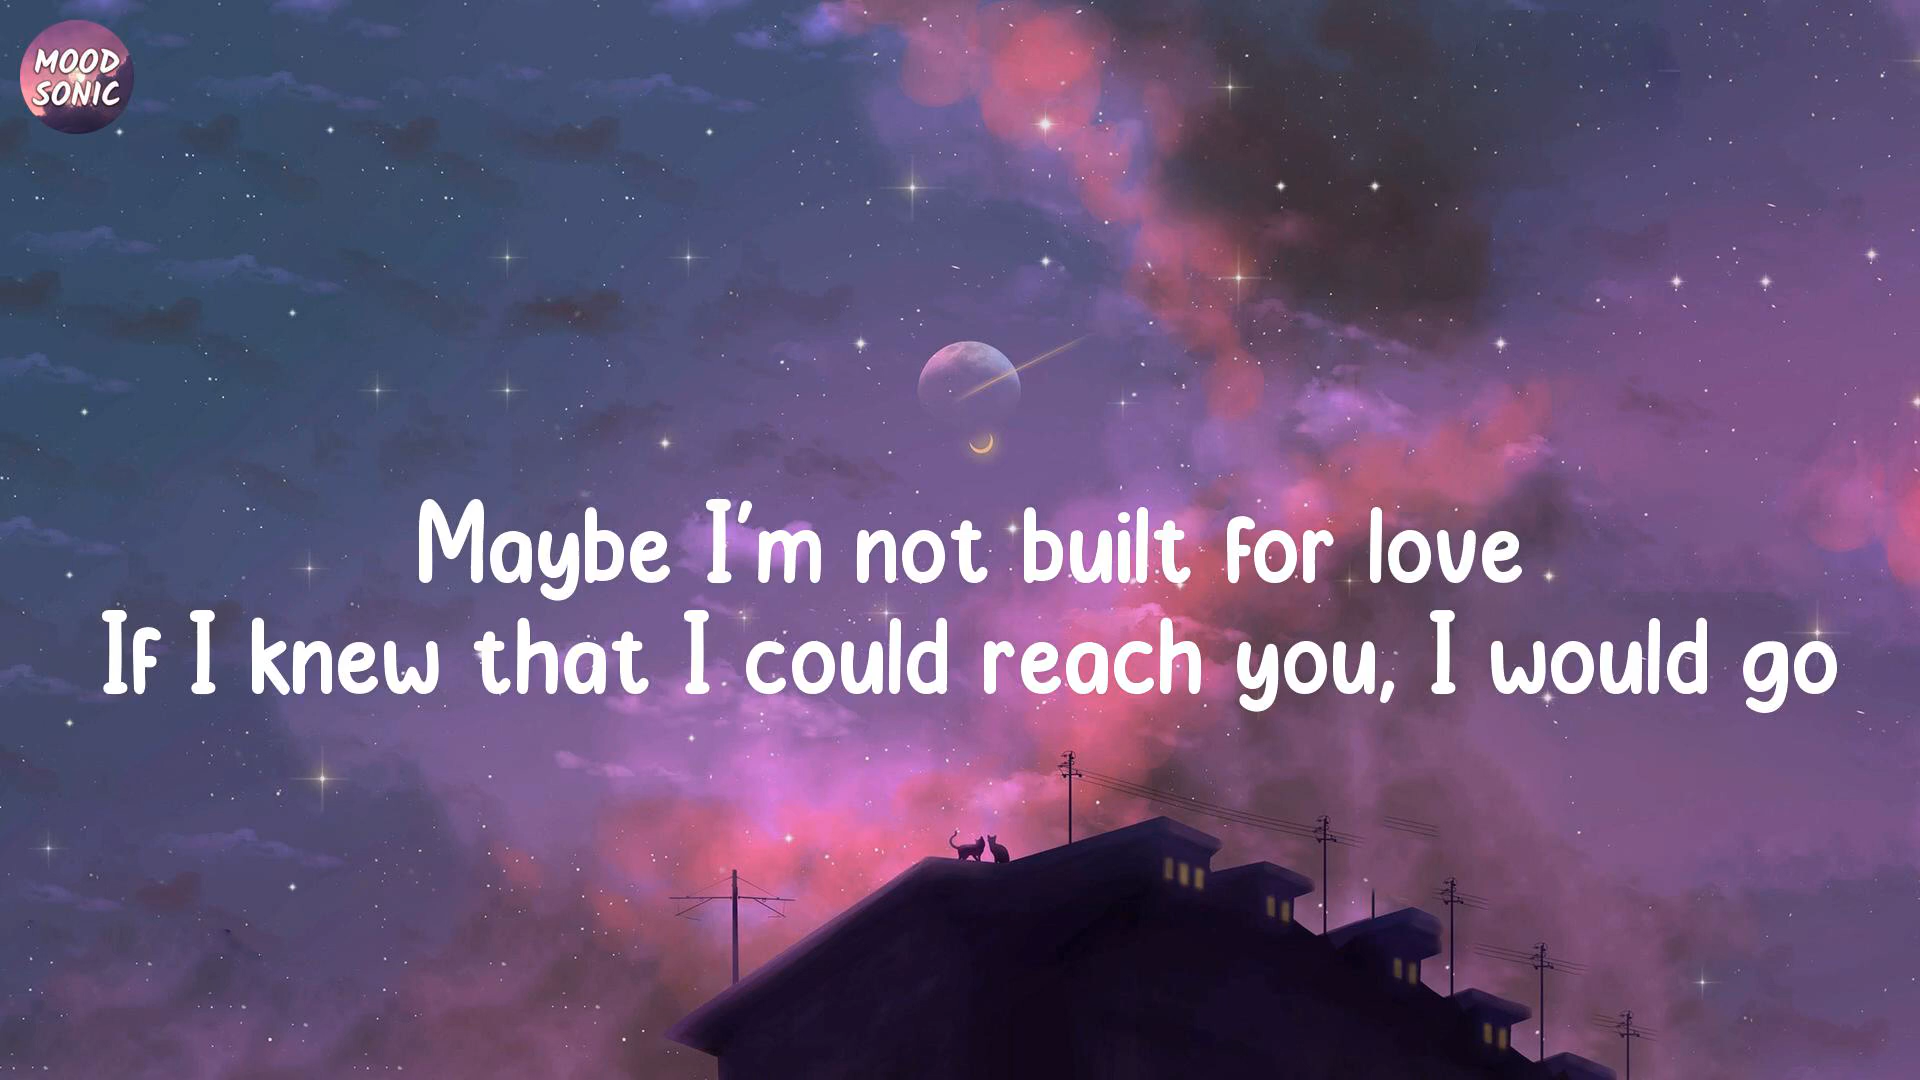 MOOD
SONIC
Maybe I'm not built for love
If I knew that I could reach you, I would go